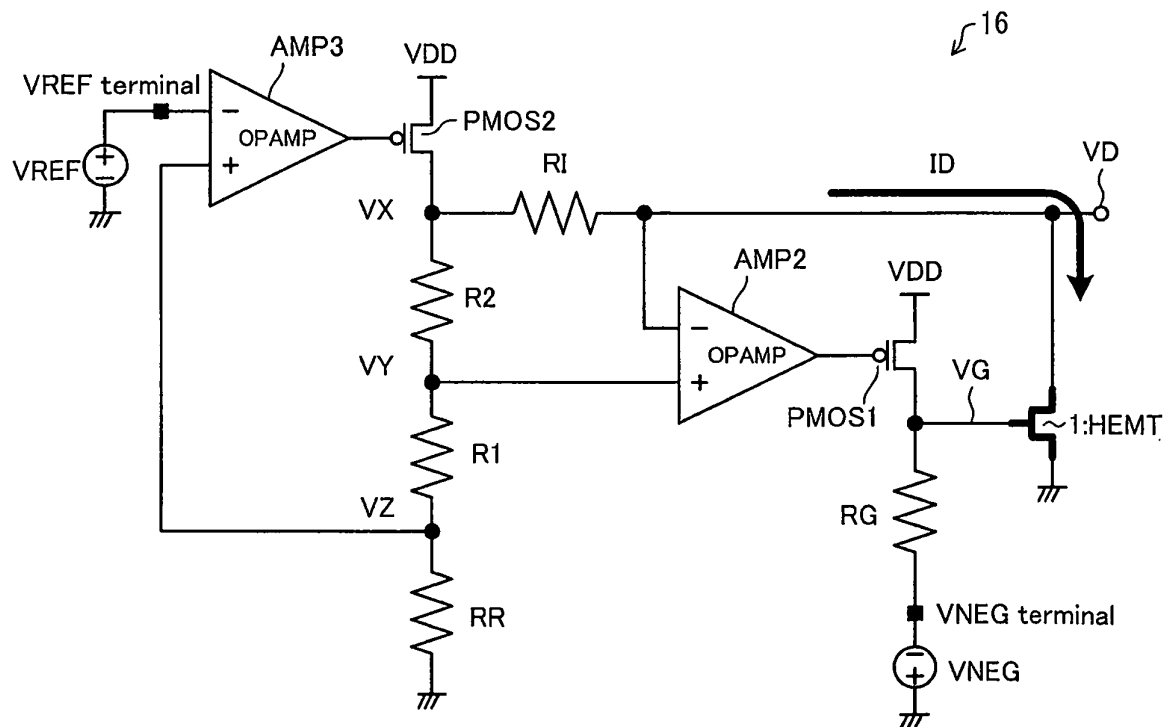 16
AMP3
VDD
VREF terminal
−
OPAMP
+
PMOS2
VREF
+
−
RI
ID
VD
VX
AMP2
VDD
R2
−
OPAMP
+
VY
PMOS1
VG
1:HEMT
R1
VZ
RG
RR
VNEG terminal
−
+
VNEG